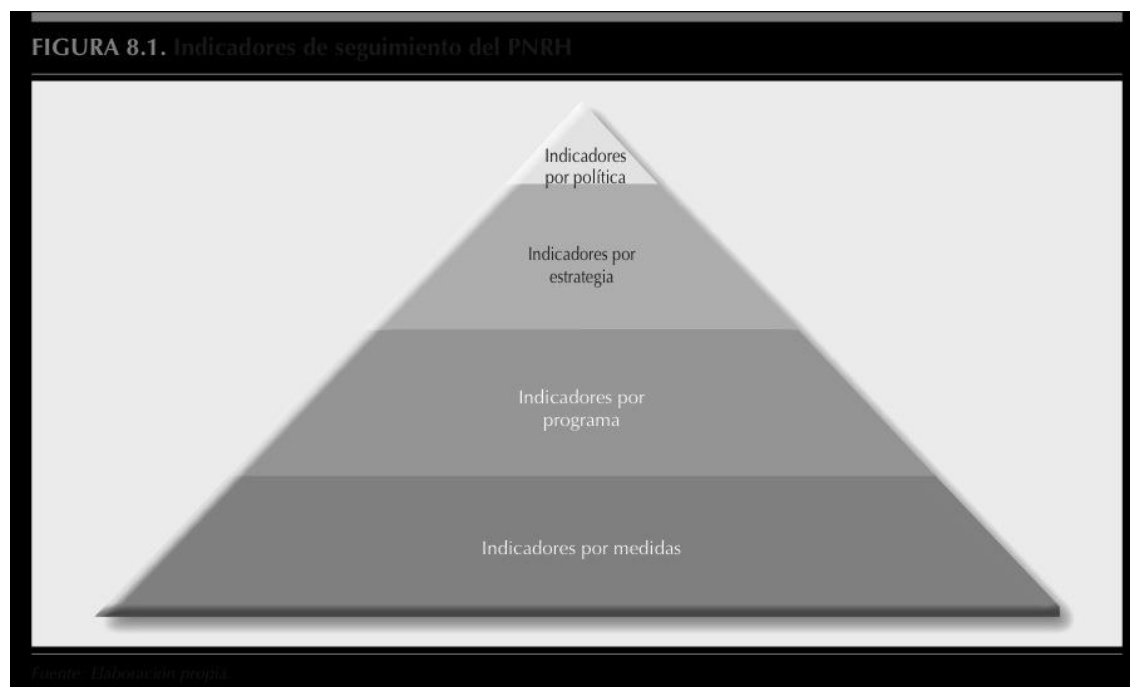 FIGURA 8.1. Indicadores de seguimiento del PNRH
Indicadores
por política
Indicadores por
estrategia
Indicadores por
programa
Indicadores por medidas
Fuente: Elaboración propia.